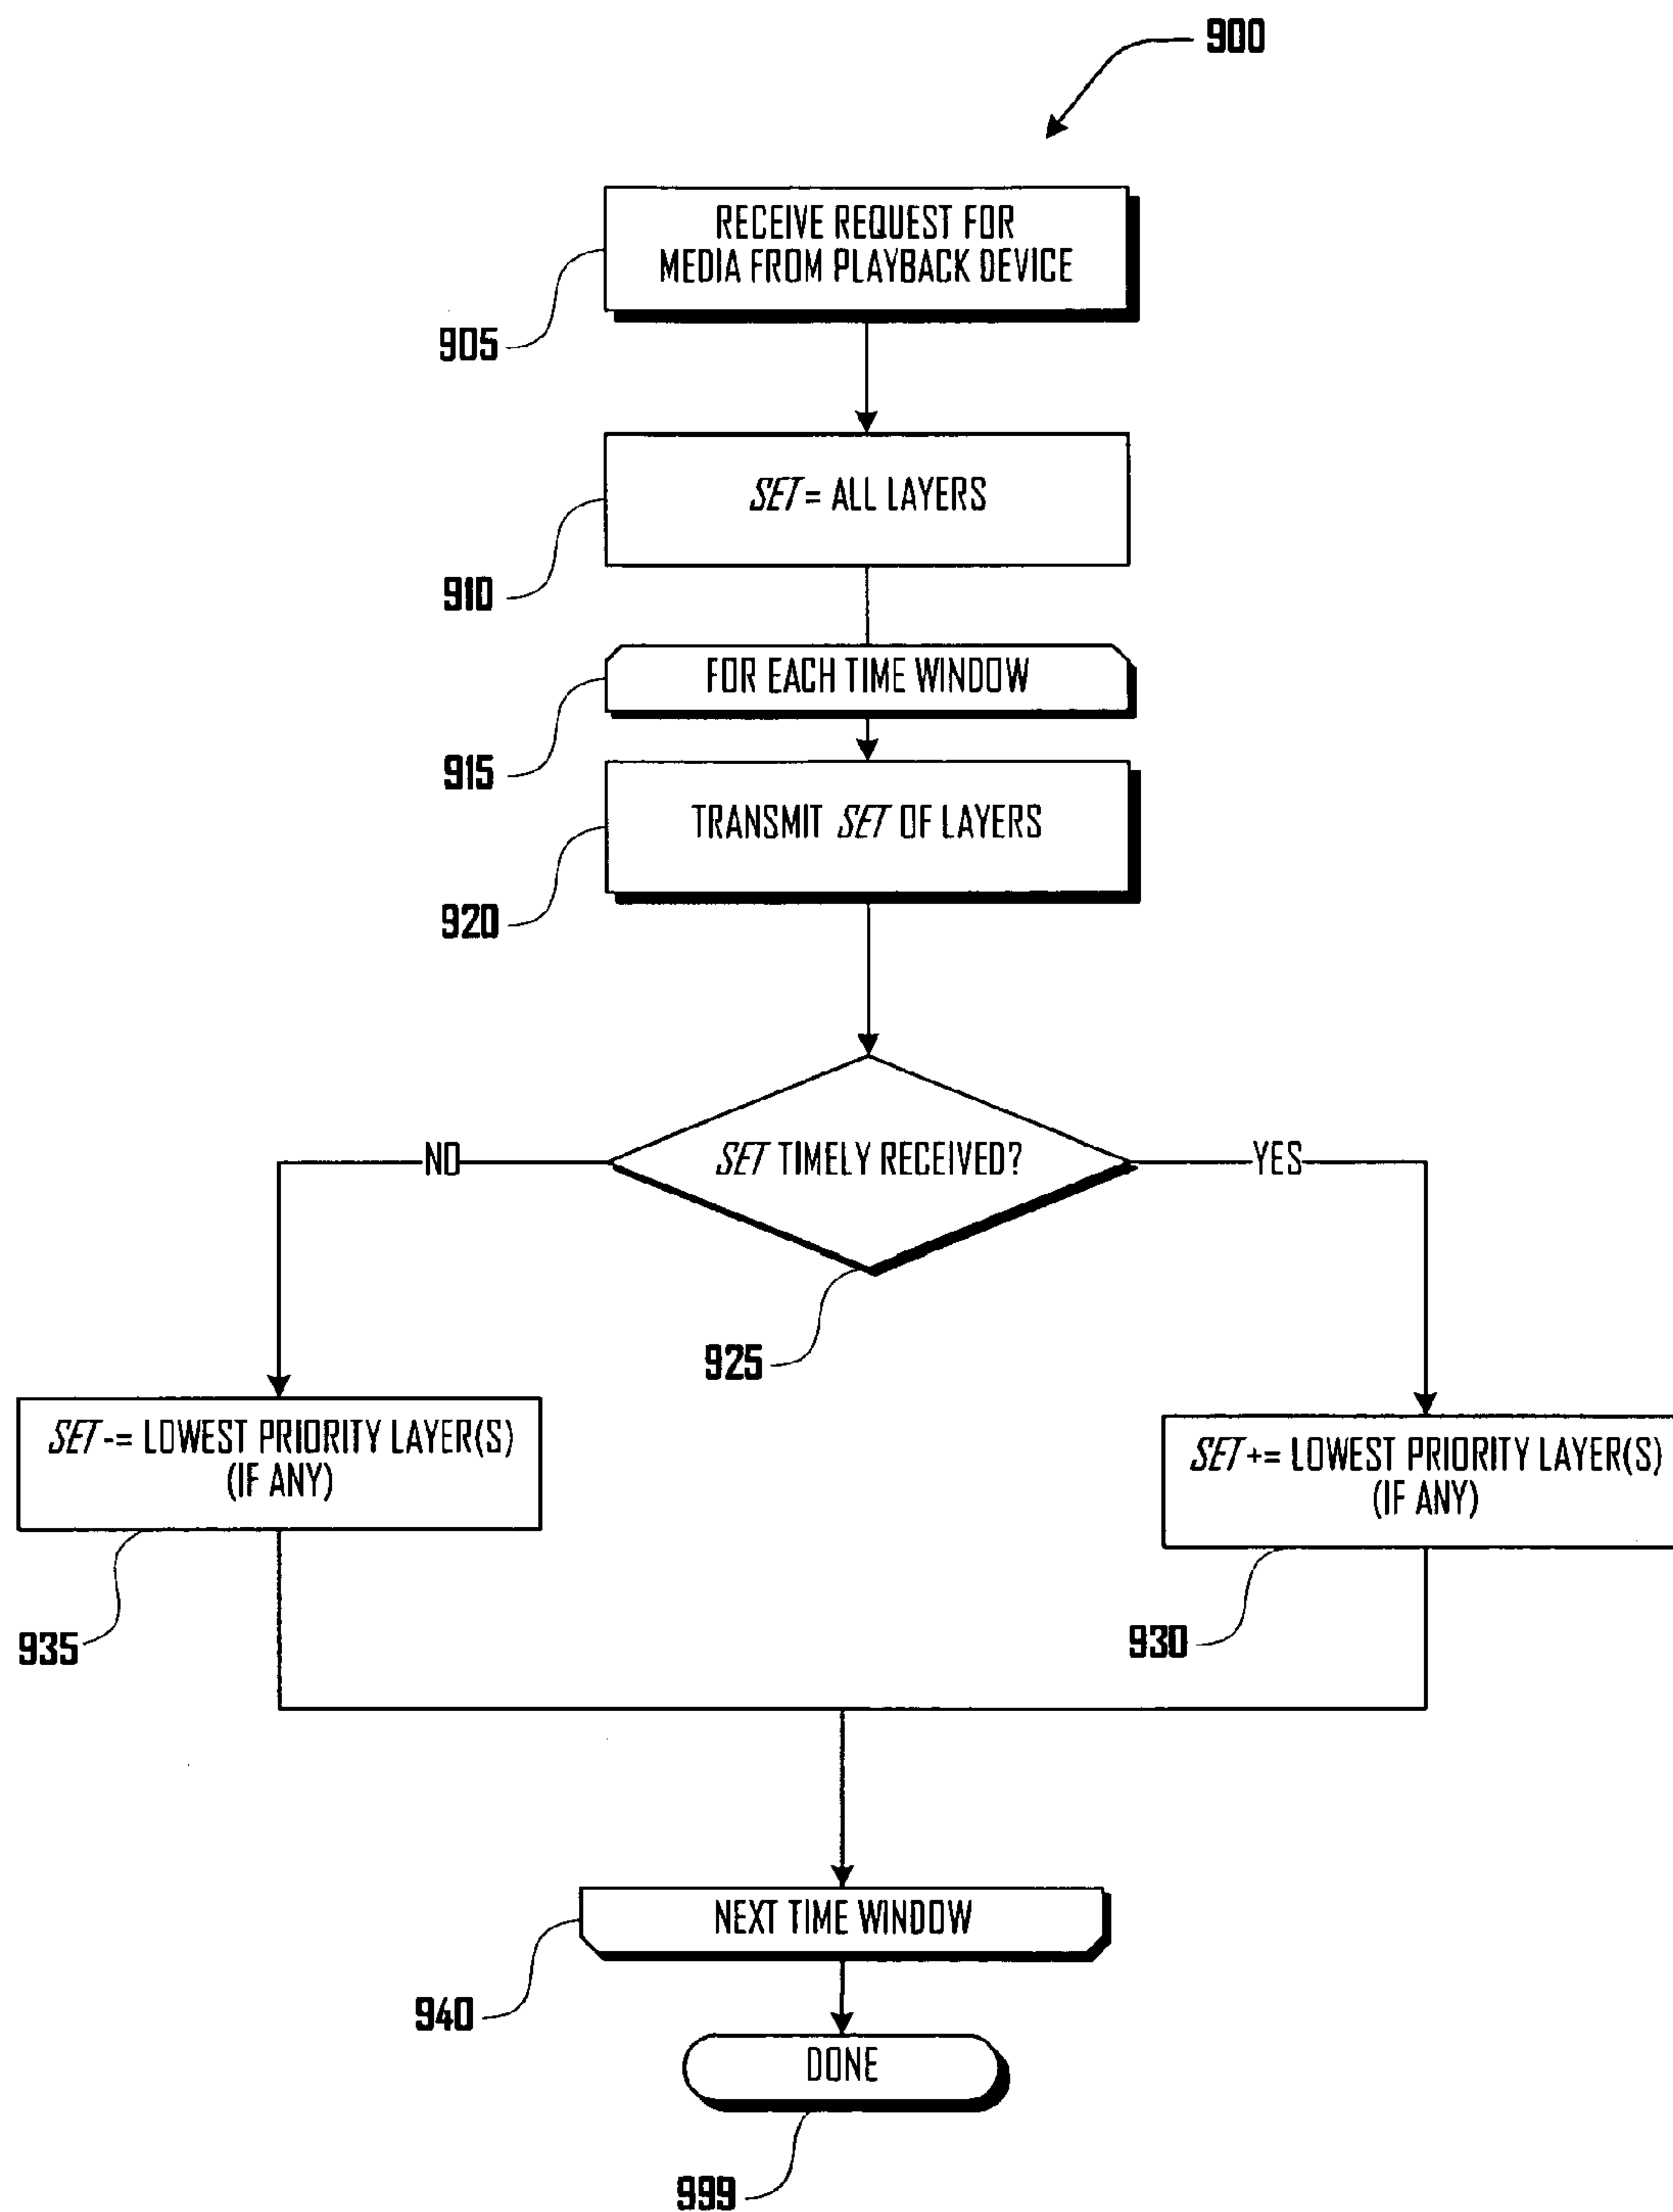 900
RECEIVE REQUEST FOR
MEDIA FROM PLAYBACK DEVICE
905
SET = ALL LAYERS
910
FOR EACH TIME WINDOW
915
TRANSMIT SET OF LAYERS
920
SET TIMELY RECEIVED?
NO
YES
925
SET -= LOWEST PRIORITY LAYER(S)
(IF ANY)
935
SET += LOWEST PRIORITY LAYER(S)
(IF ANY)
930
NEXT TIME WINDOW
940
DONE
999